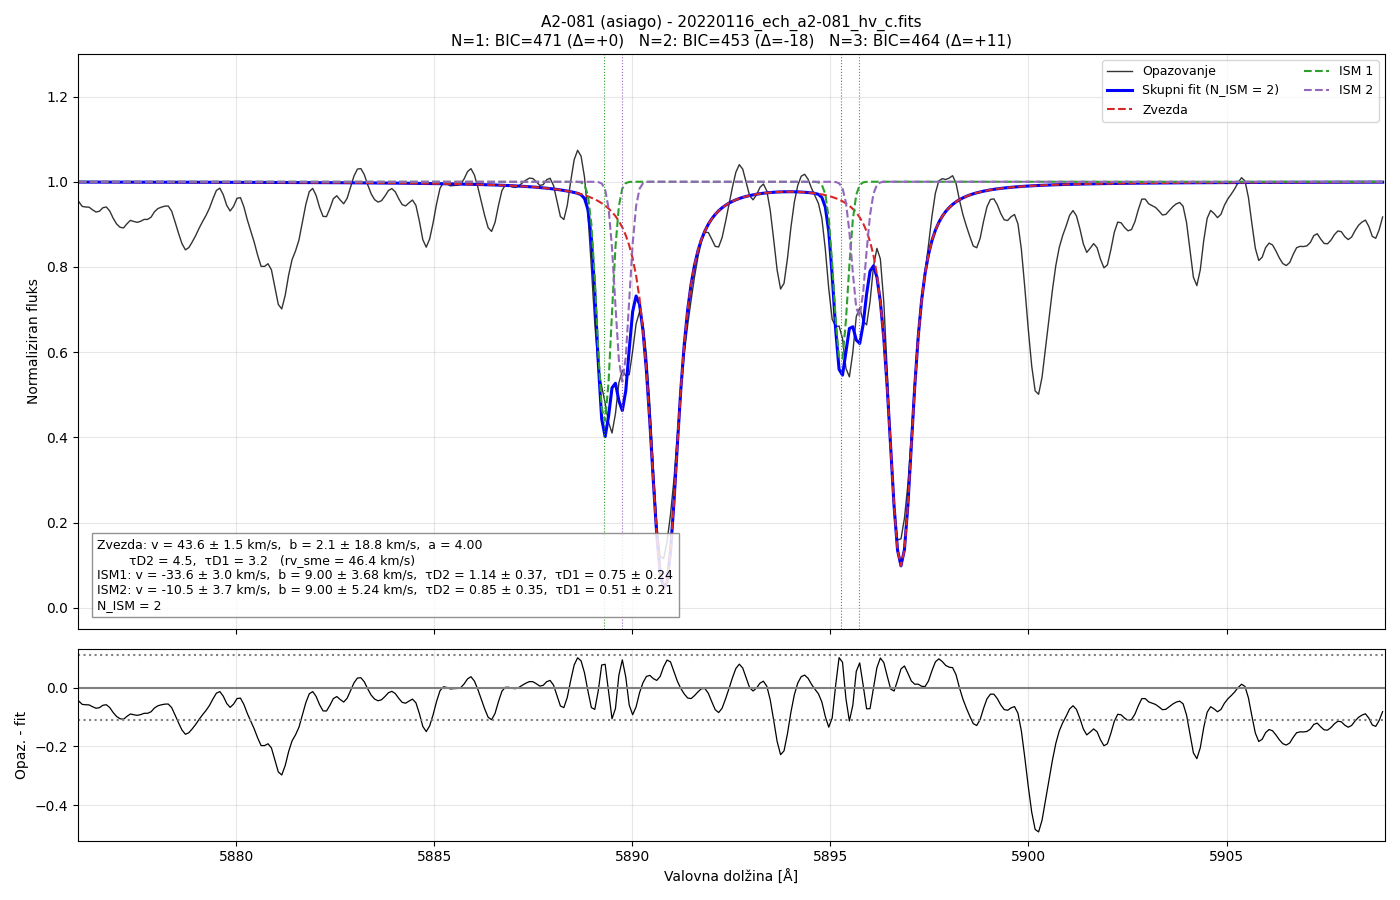 A2-081 (asiago) - 20220116_ech_a2-081_hv_c.fits
N=1: BIC=471 (Δ=+0)   N=2: BIC=453 (Δ=-18)   N=3: BIC=464 (Δ=+11)
Opazovanje
Skupni fit (N_ISM = 2)
Zvezda
ISM 1
ISM 2
Normaliziran fluks
1.2
1.0
0.8
0.6
0.4
0.2
0.0
Zvezda: v = 43.6 ± 1.5 km/s,  b = 2.1 ± 18.8 km/s,  a = 4.00
τD2 = 4.5,  τD1 = 3.2   (rv_sme = 46.4 km/s)
ISM1: v = -33.6 ± 3.0 km/s,  b = 9.00 ± 3.68 km/s,  τD2 = 1.14 ± 0.37,  τD1 = 0.75 ± 0.24
ISM2: v = -10.5 ± 3.7 km/s,  b = 9.00 ± 5.24 km/s,  τD2 = 0.85 ± 0.35,  τD1 = 0.51 ± 0.21
N_ISM = 2
Opaz. - fit
0.0
−0.2
−0.4
5880
5885
5890
5895
5900
5905
Valovna dolžina [Å]